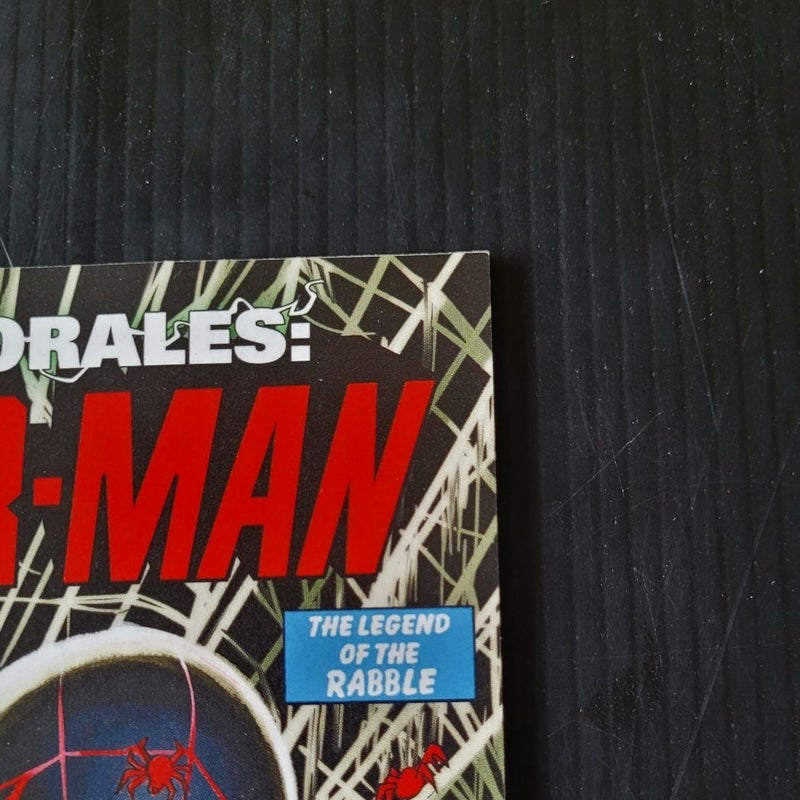 ORALES:
R-MAN
THE LEGEND
OF THE
RABBLE